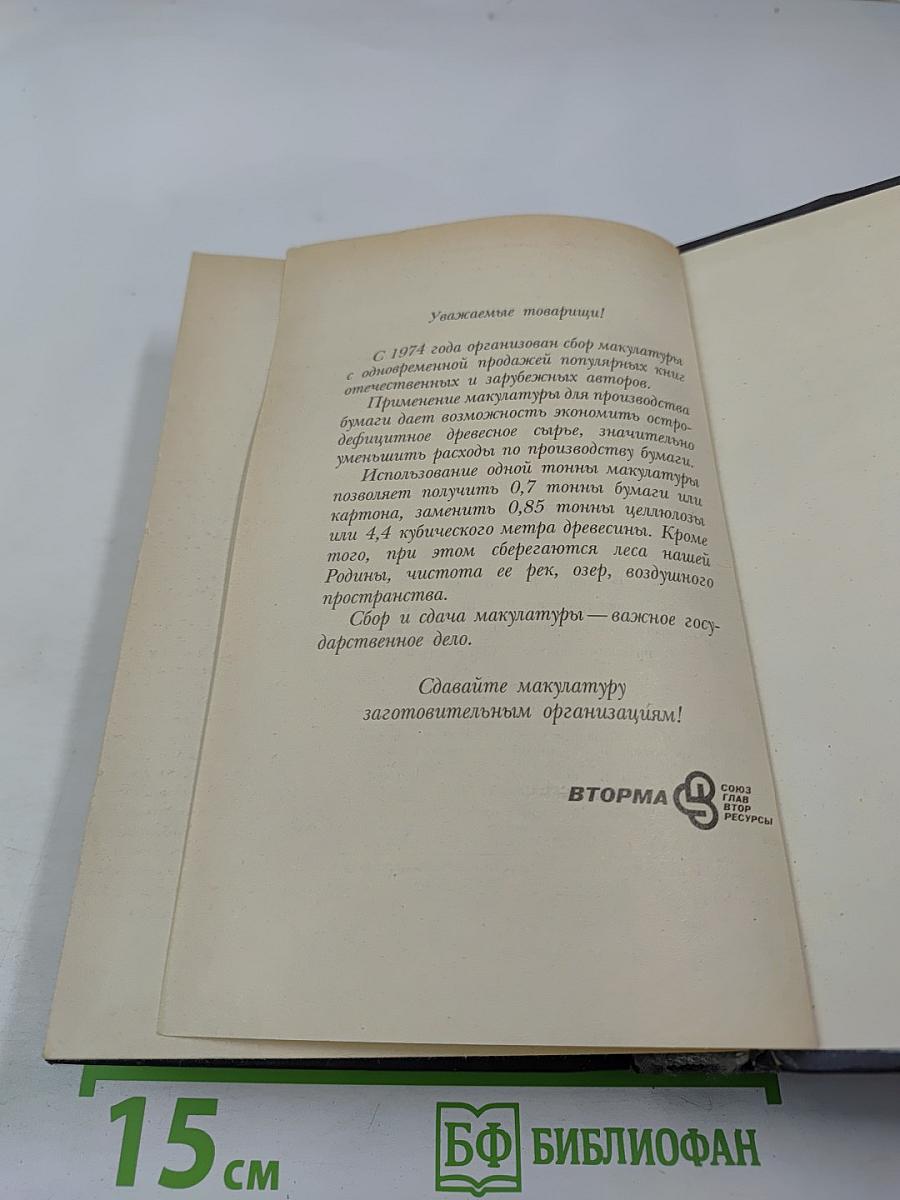 Уважаемые товарищи!
С 1974 года организован сбор макулатуры
с одновременной продажей популярных книг
отечественных и зарубежных авторов.
Применение макулатуры для производства
бумаги дает возможность экономить остро-
дефицитное древесное сырье, значительно
уменьшить расходы по производству бумаги.
Использование одной тонны макулатуры
позволяет получить 0,7 тонны бумаги или
картона, заменить 0,85 тонны целлюлозы
или 4,4 кубического метра древесины. Кроме
того, при этом сберегаются леса нашей
Родины, чистота ее рек, озер, воздушного
пространства.
Сбор и сдача макулатуры — важное госу-
дарственное дело.
Сдавайте макулатуру
заготовительным организациям!
ВТОРМА
СОЮЗ
ГЛАВ
ВТОР
РЕСУРСЫ
15 см
БФ БИБЛИОФАН